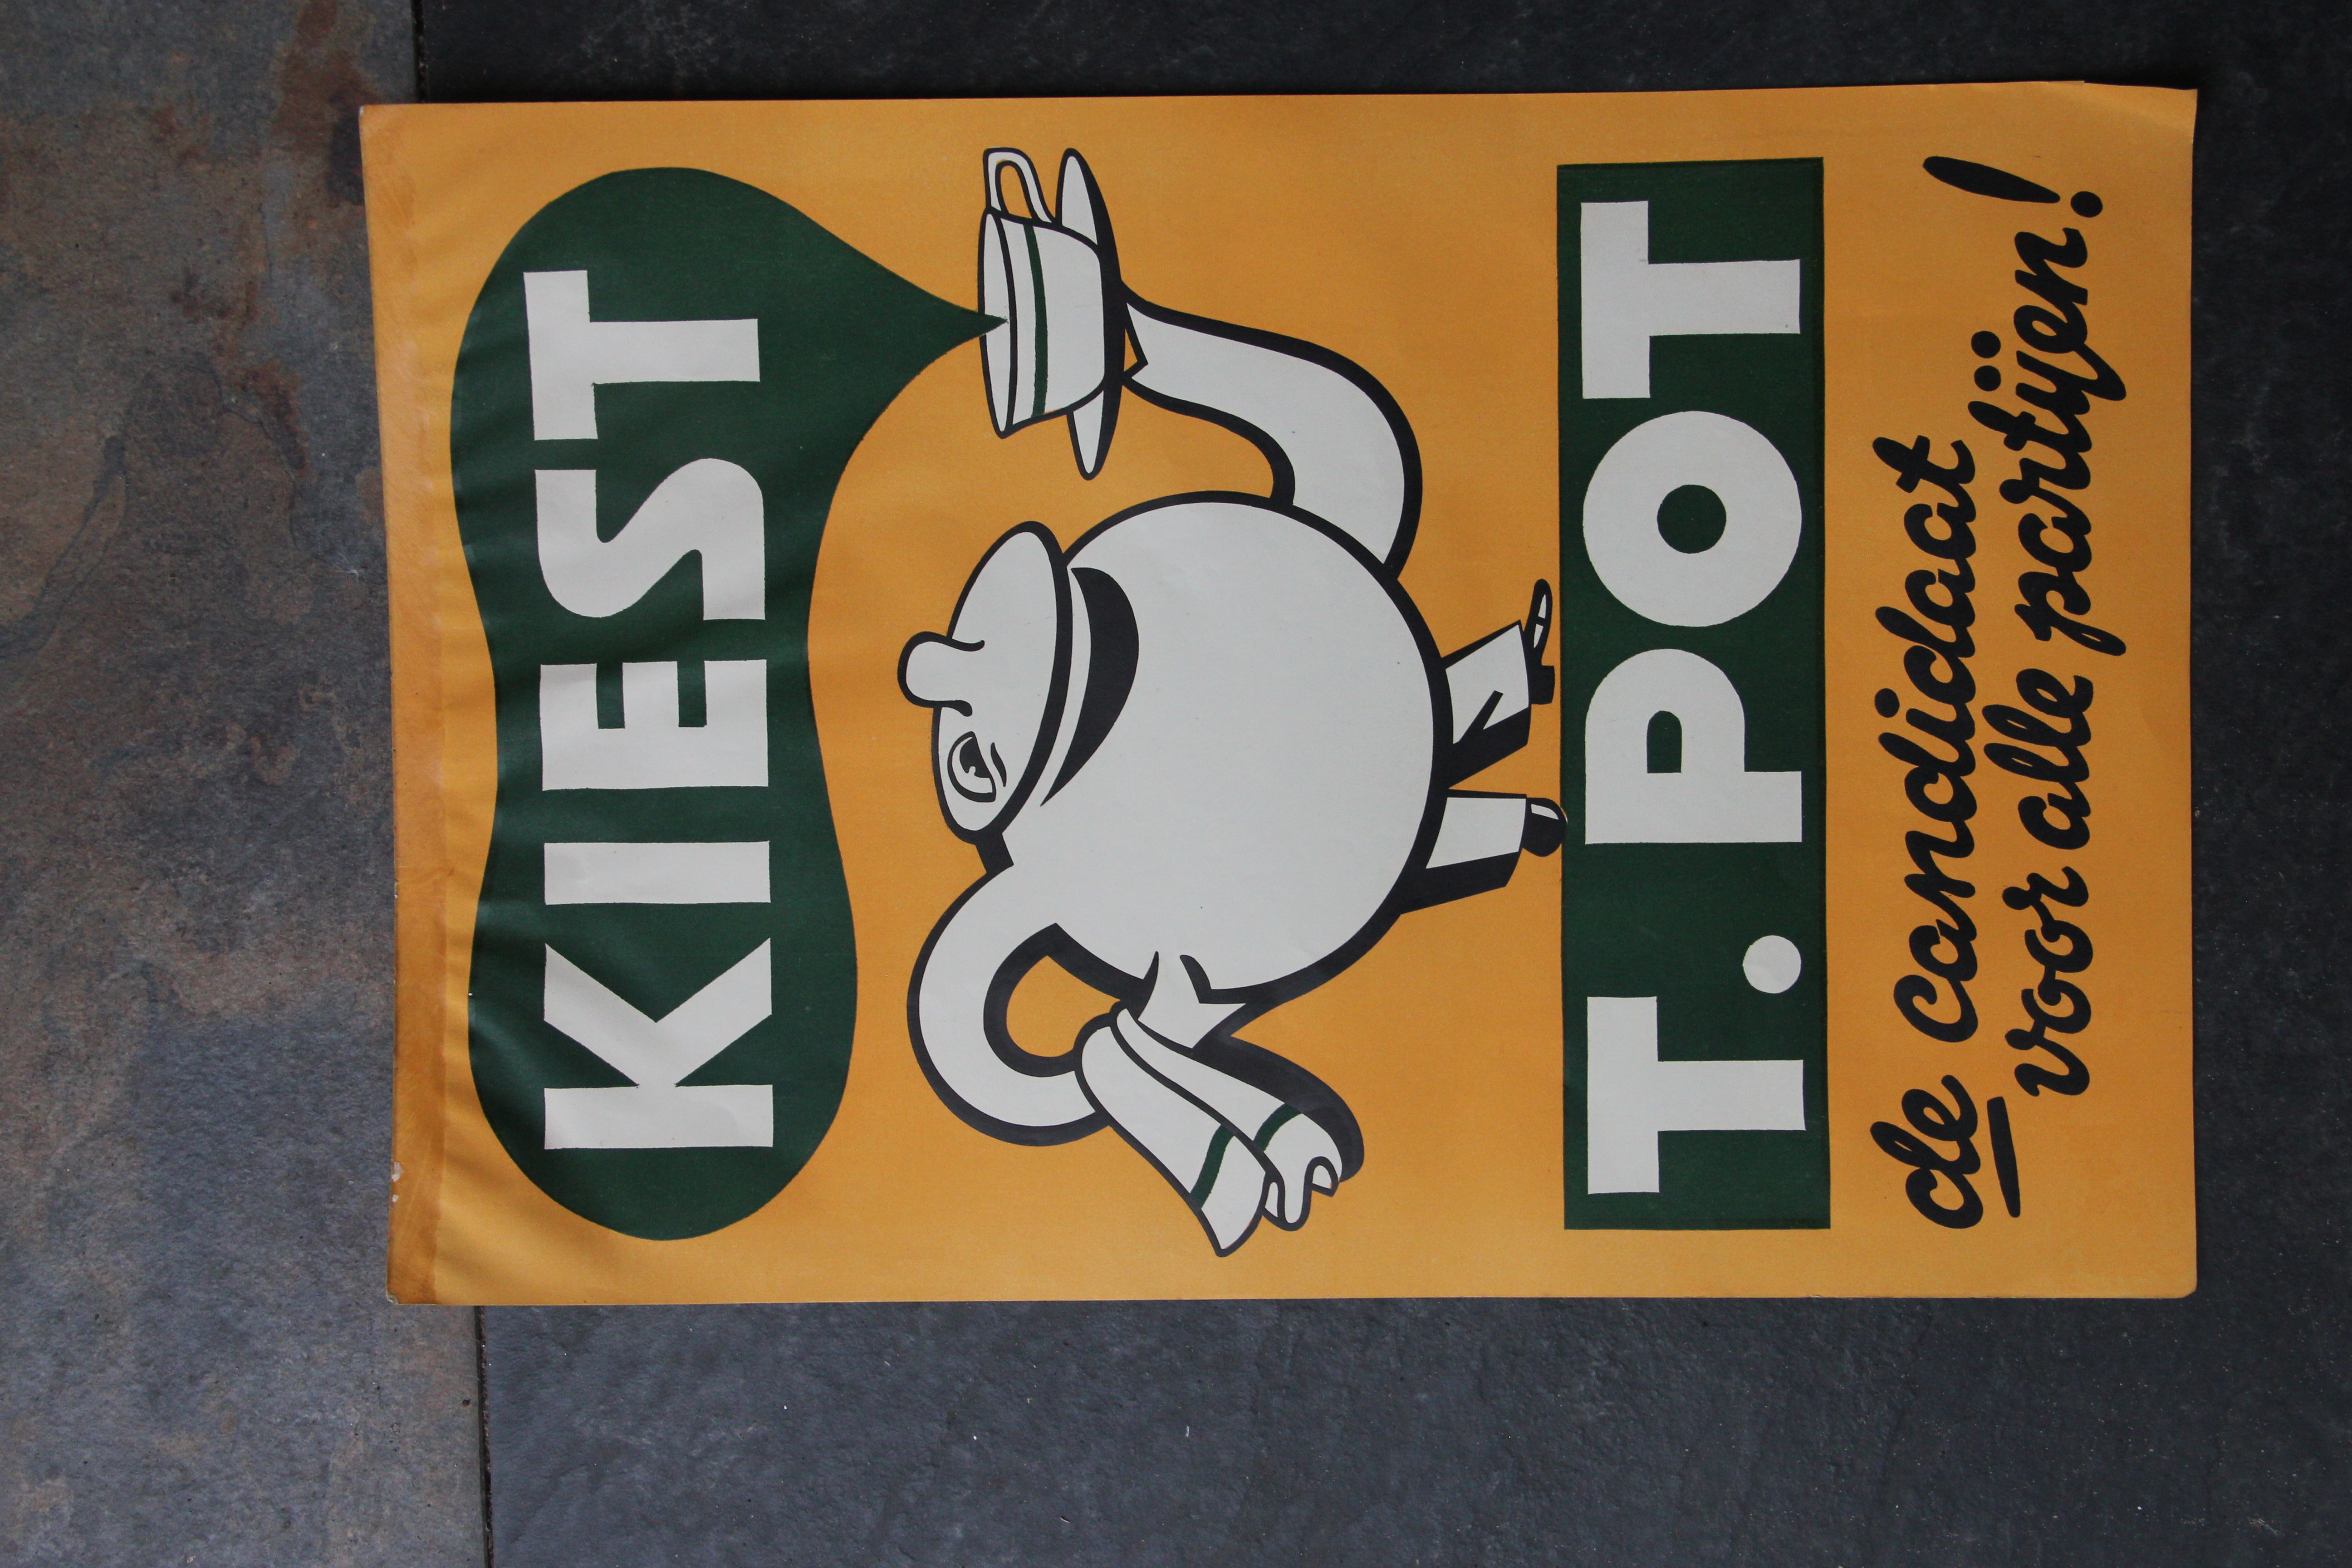 KIEST
T. POT
de candidaat
voor alle partijen!